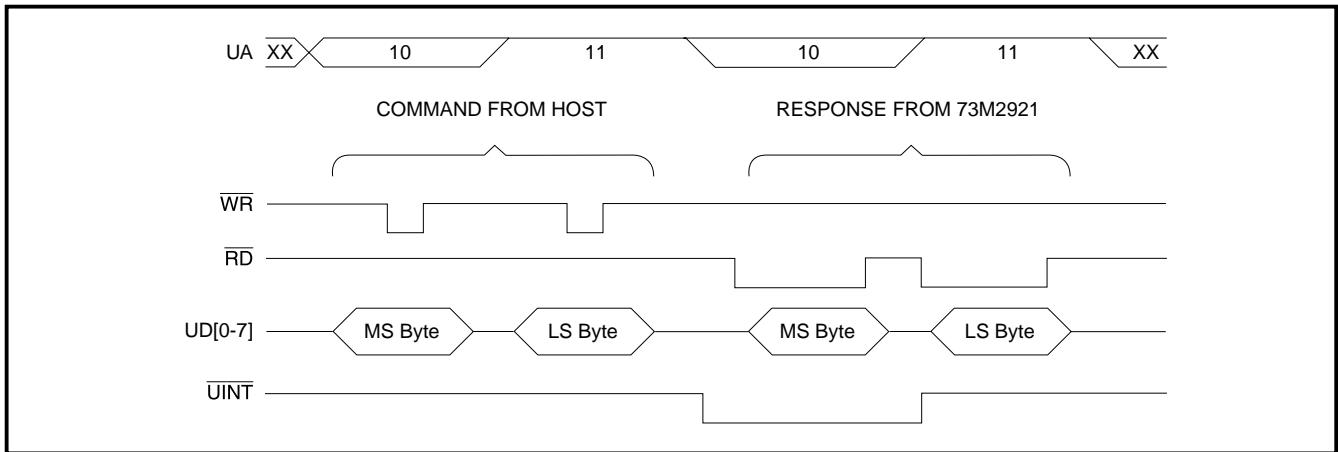 UA XX 10 11 10 11 XX
COMMAND FROM HOST RESPONSE FROM 73M2921
WR
RD
UD[0-7] MS Byte LS Byte MS Byte LS Byte
UINT